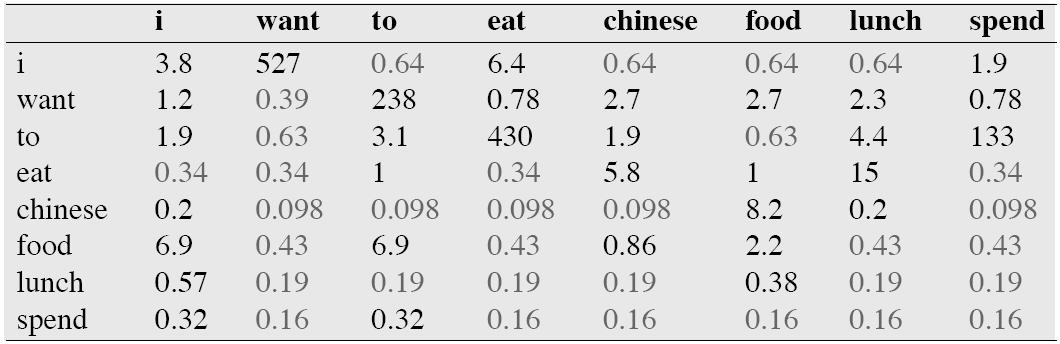 i want to eat chinese food lunch spend
i 3.8 527 0.64 6.4 0.64 0.64 0.64 1.9
want 1.2 0.39 238 0.78 2.7 2.7 2.3 0.78
to 1.9 0.63 3.1 430 1.9 0.63 4.4 133
eat 0.34 0.34 1 0.34 5.8 1 15 0.34
chinese 0.2 0.098 0.098 0.098 0.098 8.2 0.2 0.098
food 6.9 0.43 6.9 0.43 0.86 2.2 0.43 0.43
lunch 0.57 0.19 0.19 0.19 0.19 0.38 0.19 0.19
spend 0.32 0.16 0.32 0.16 0.16 0.16 0.16 0.16